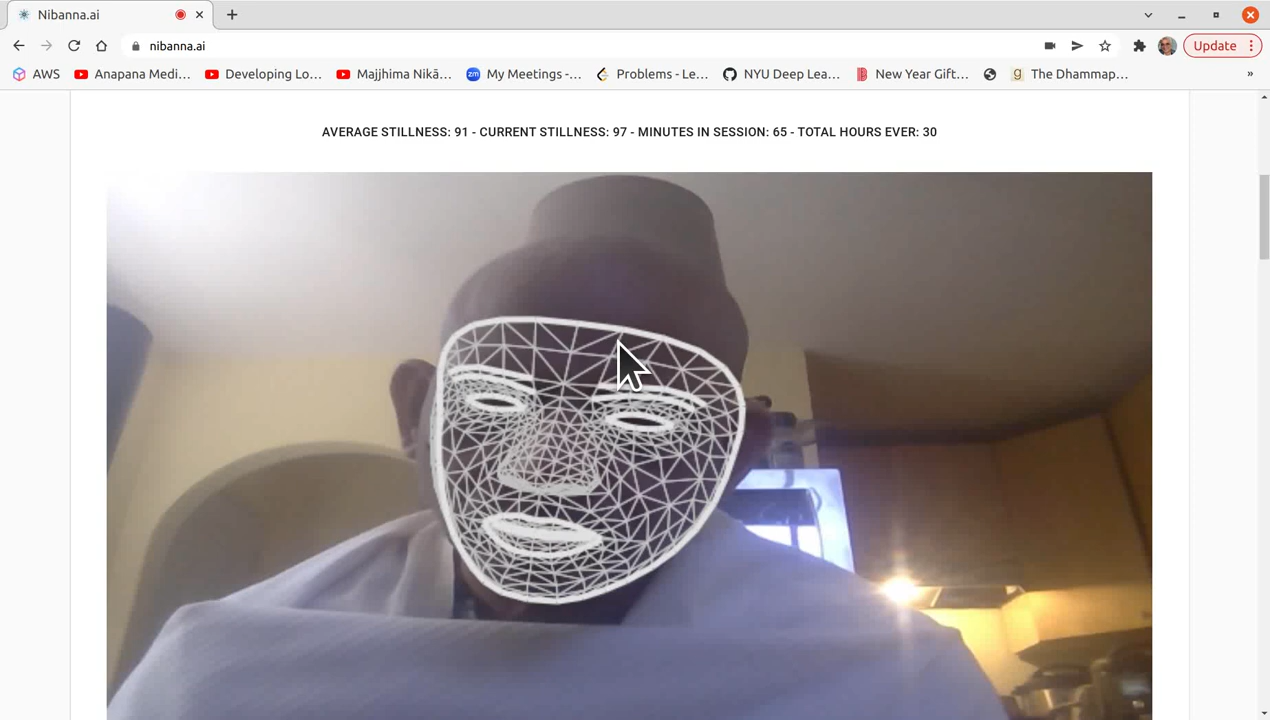 Nibanna.ai
nibanna.ai
Update
AWS Anapana Medi... Developing Lo... Majjhima Nikā... zm My Meetings -... Problems - Le... NYU Deep Lea... New Year Gift... g The Dhammap... »
AVERAGE STILLNESS: 91 - CURRENT STILLNESS: 97 - MINUTES IN SESSION: 65 - TOTAL HOURS EVER: 30